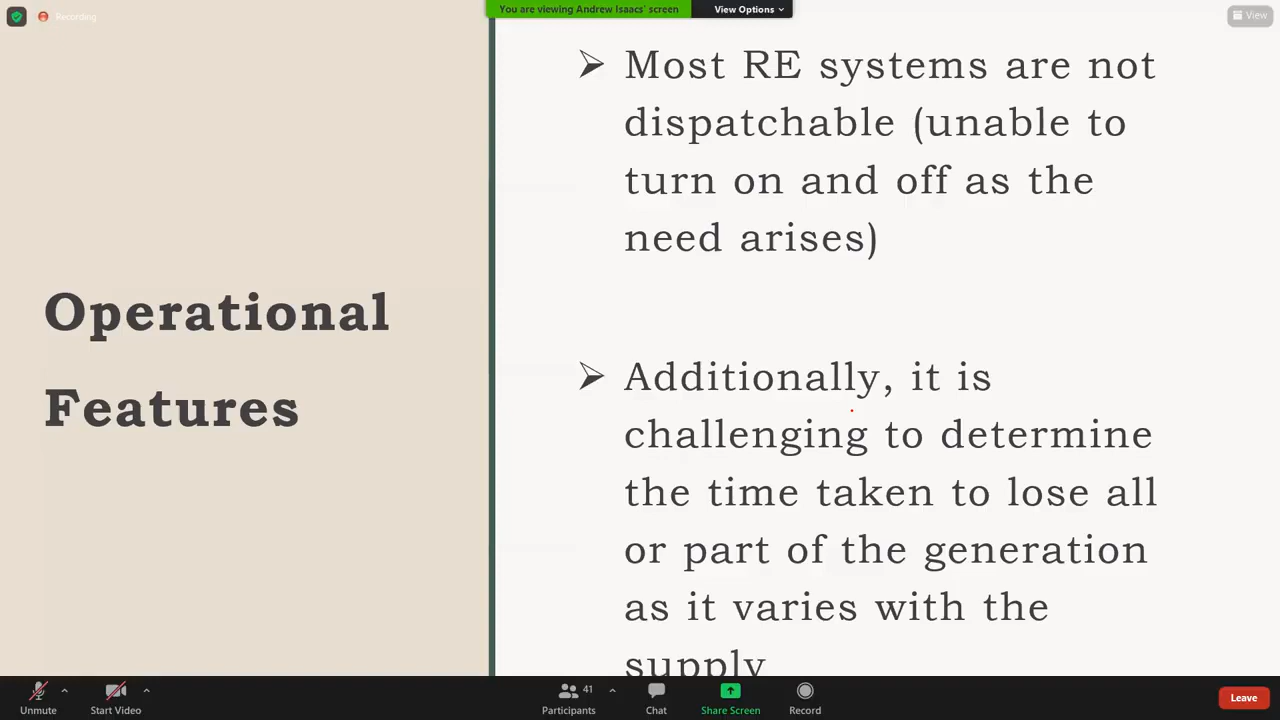 Recording
You are viewing Andrew Isaacs' screen
View Options
View
Operational
Features
➢ Most RE systems are not
dispatchable (unable to
turn on and off as the
need arises)
➢ Additionally, it is
challenging to determine
the time taken to lose all
or part of the generation
as it varies with the
supply
Unmute
Start Video
41
Participants
Chat
Share Screen
Record
Leave